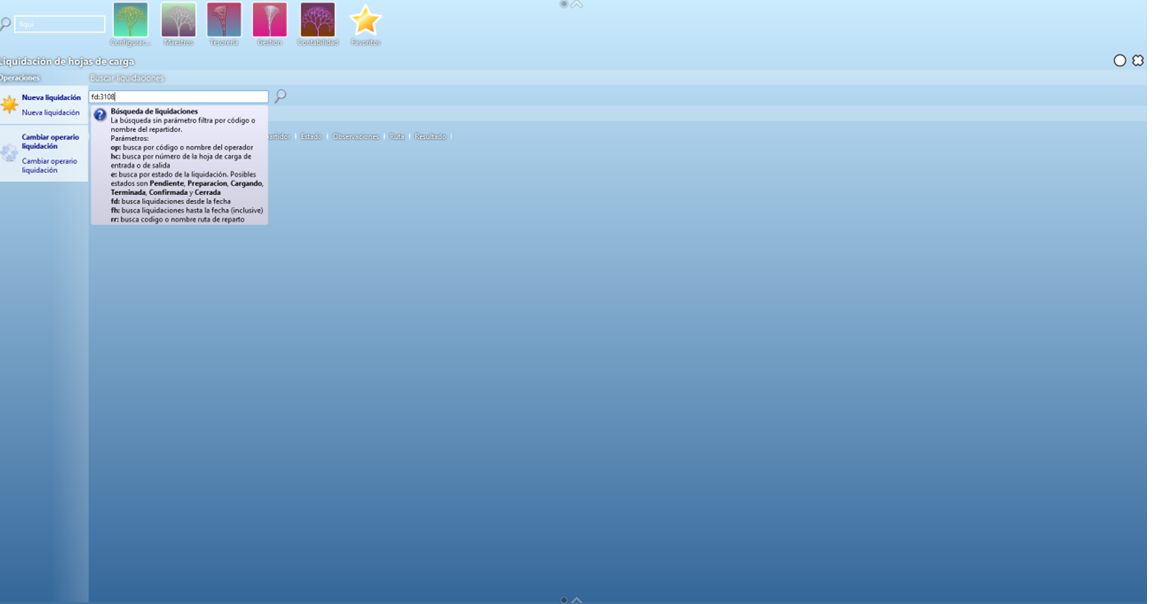 liqui
Configurac...
Maestros
Tesorería
Gestión
Contabilidad
Favoritos
Liquidación de hojas de carga
Operaciones
Buscar liquidaciones
Nueva liquidación
Nueva liquidación
Cambiar operario
liquidación
Cambiar operario
liquidación
fd:3108
Búsqueda de liquidaciones
La búsqueda sin parámetro filtra por código o
nombre del repartidor.
Parámetros:
op: busca por código o nombre del operador
hc: busca por número de la hoja de carga de
entrada o de salida
e: busca por estado de la liquidación. Posibles
estados son Pendiente, Preparacion, Cargando,
Terminada, Confirmada y Cerrada
fd: busca liquidaciones desde la fecha
fh: busca liquidaciones hasta la fecha (inclusive)
rr: busca codigo o nombre ruta de reparto
Estado Observaciones Ruta Resultado